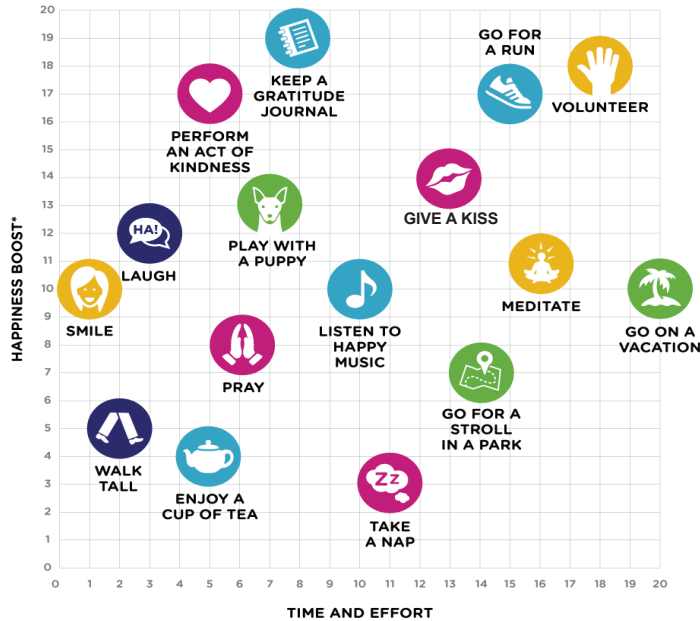 20
19
18
17
16
15
14
13
12
11
10
9
8
7
6
5
4
3
2
1
0
HAPPINESS BOOST*
GO FOR
A RUN
KEEP A
GRATITUDE
JOURNAL
VOLUNTEER
PERFORM
AN ACT OF
KINDNESS
GIVE A KISS
HA!
PLAY WITH
A PUPPY
LAUGH
MEDITATE
SMILE
LISTEN TO
HAPPY
MUSIC
GO ON A
VACATION
PRAY
GO FOR A
STROLL
IN A PARK
WALK
TALL
ENJOY A
CUP OF TEA
Zz
TAKE
A NAP
0 1 2 3 4 5 6 7 8 9 10 11 12 13 14 15 16 17 18 19 20
TIME AND EFFORT